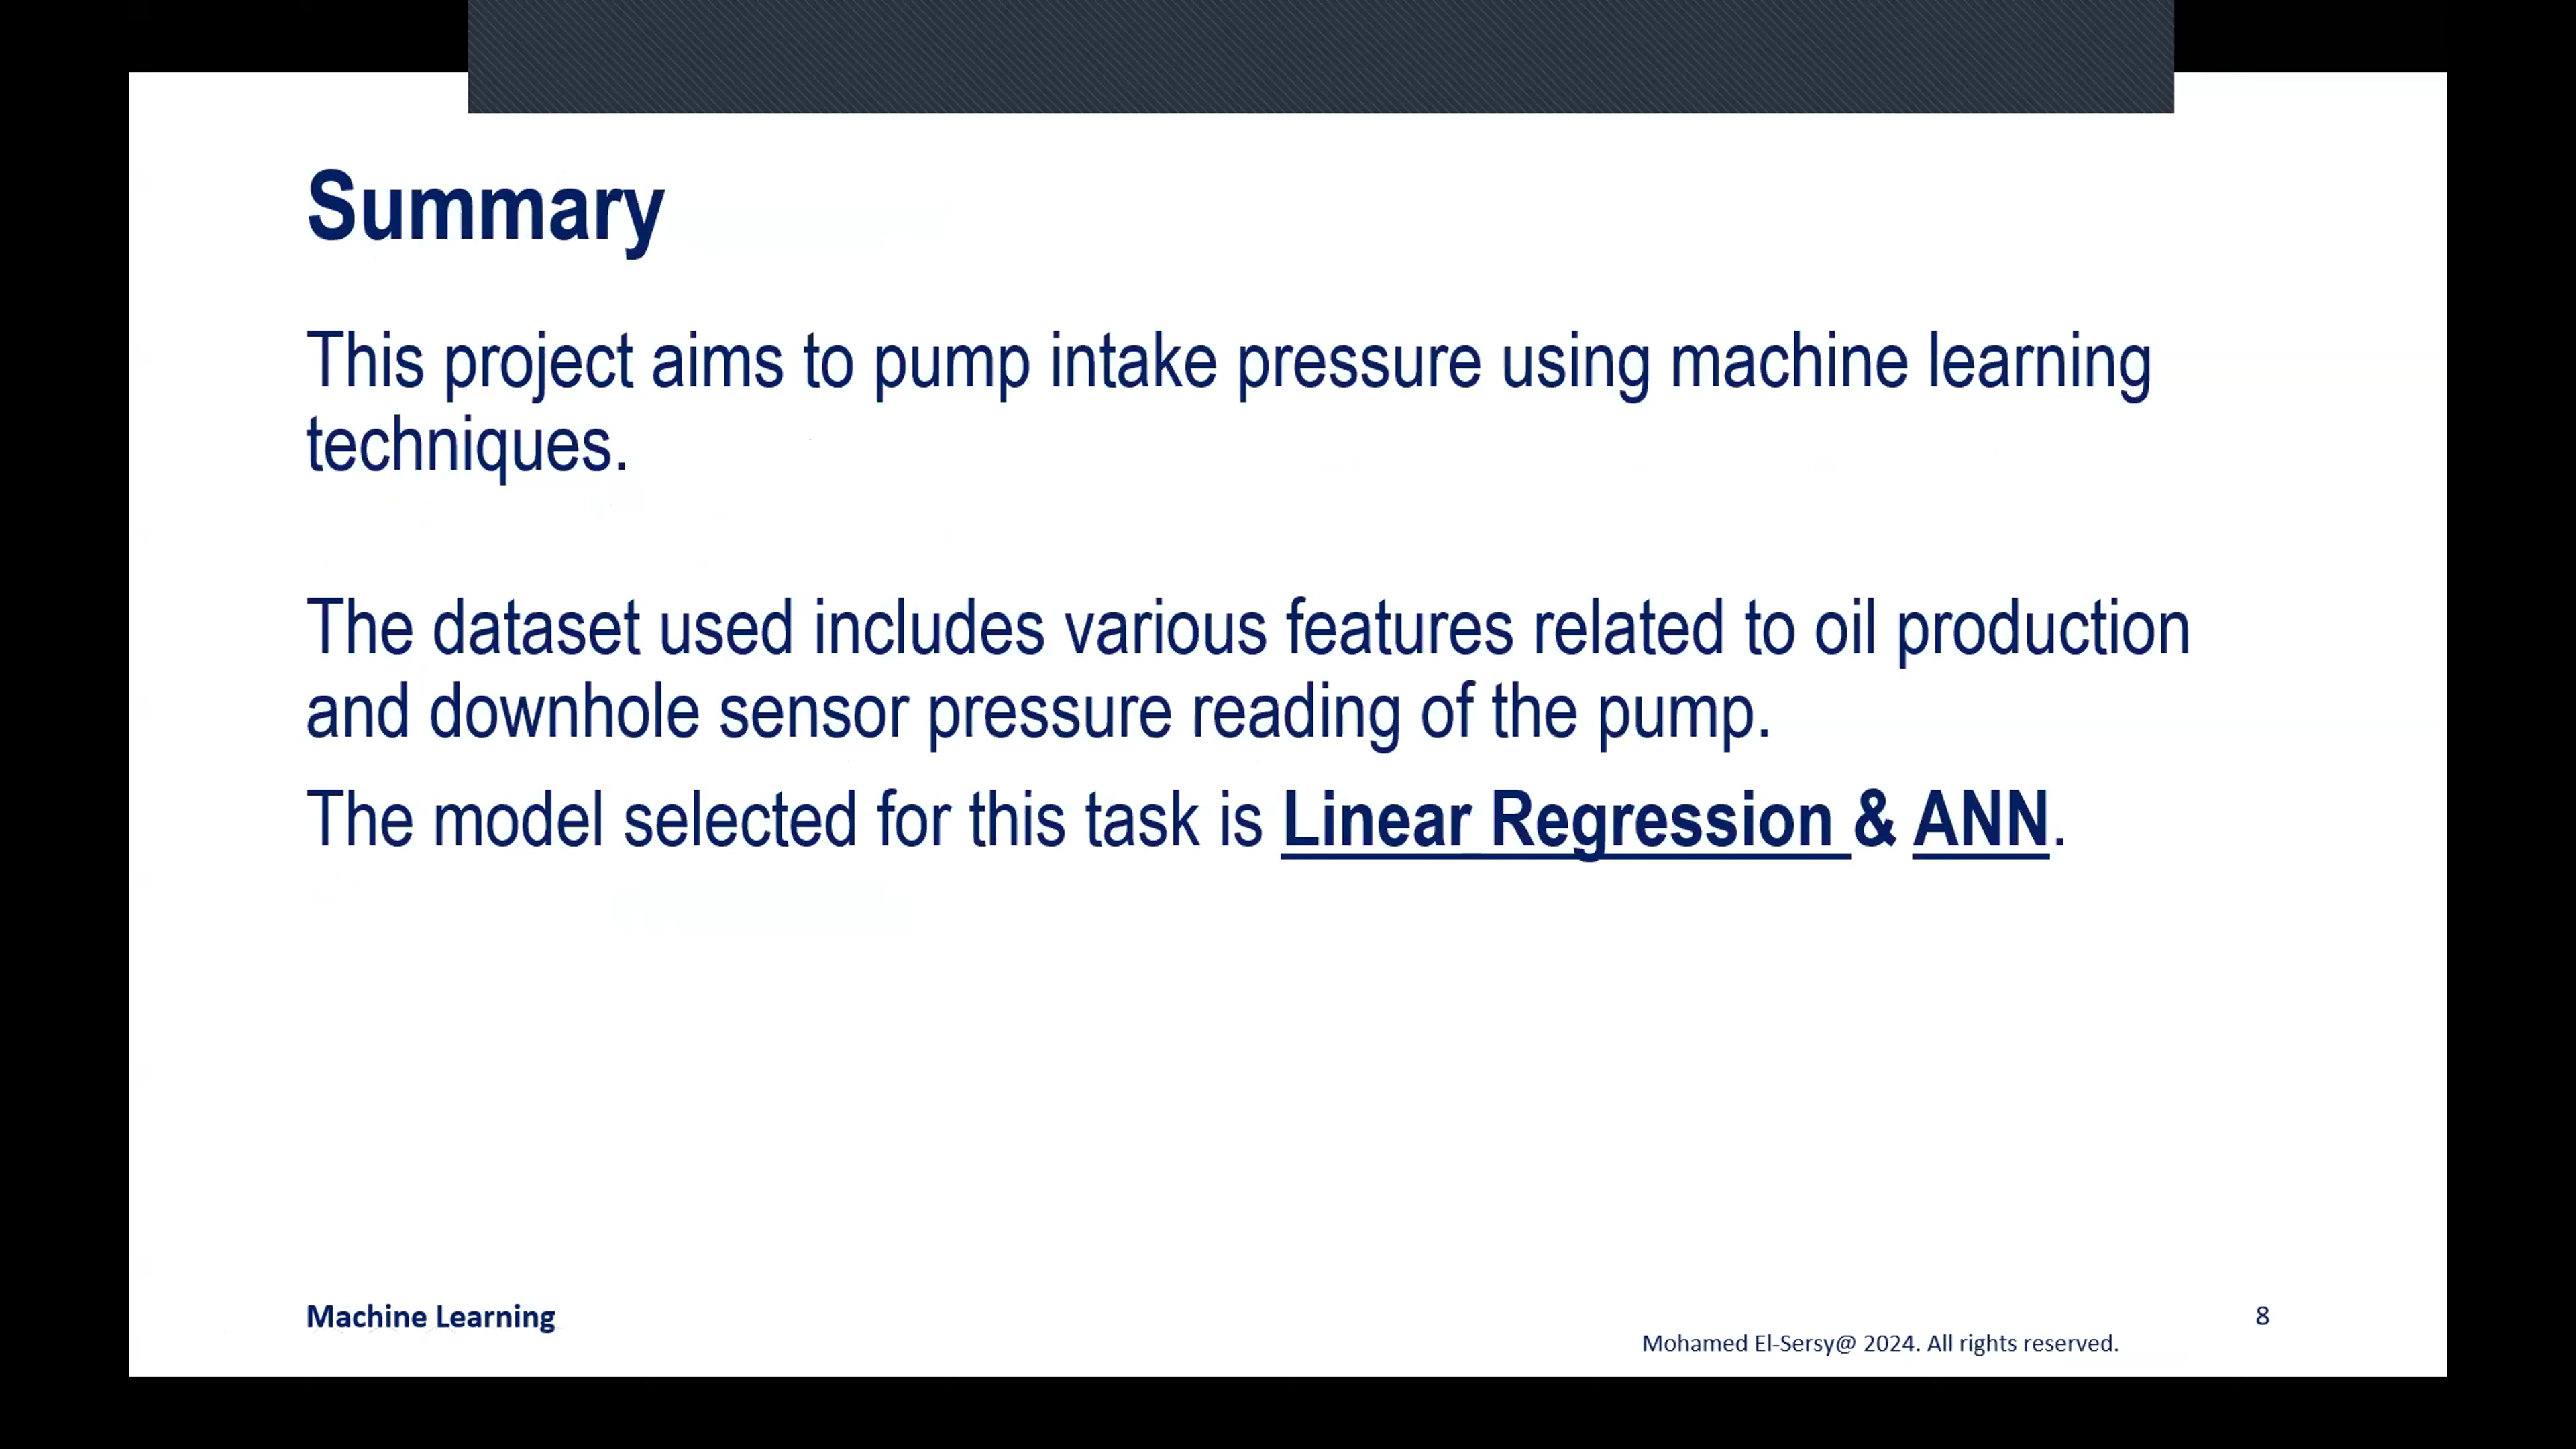 Summary
This project aims to pump intake pressure using machine learning
techniques.
The dataset used includes various features related to oil production
and downhole sensor pressure reading of the pump.
The model selected for this task is Linear Regression & ANN.
Machine Learning
8
Mohamed El-Sersy@ 2024. All rights reserved.